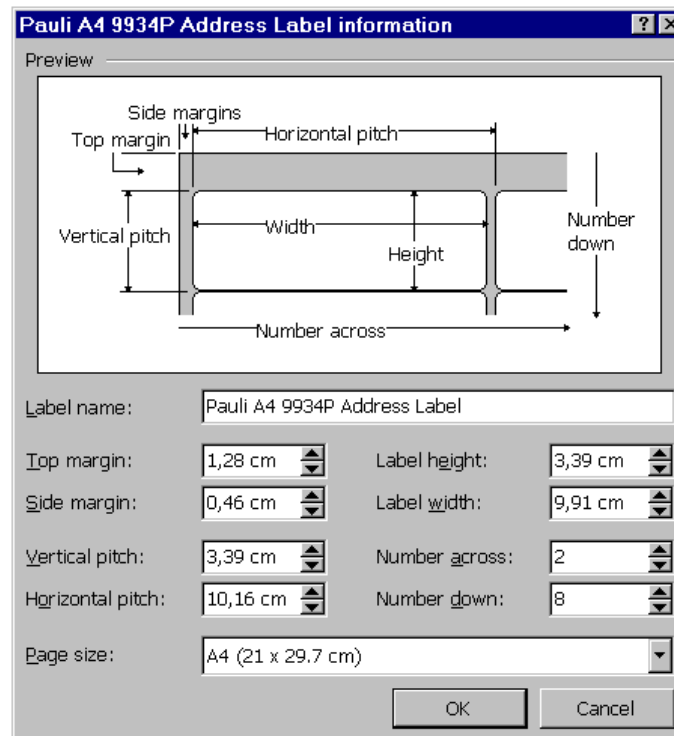 Pauli A4 9934P Address Label information
Preview
Side margins
Top margin
Horizontal pitch
Vertical pitch
Width
Height
Number down
Number across
Label name: Pauli A4 9934P Address Label
Top margin: 1,28 cm Label height: 3,39 cm
Side margin: 0,46 cm Label width: 9,91 cm
Vertical pitch: 3,39 cm Number across: 2
Horizontal pitch: 10,16 cm Number down: 8
Page size: A4 (21 x 29.7 cm)
OK Cancel